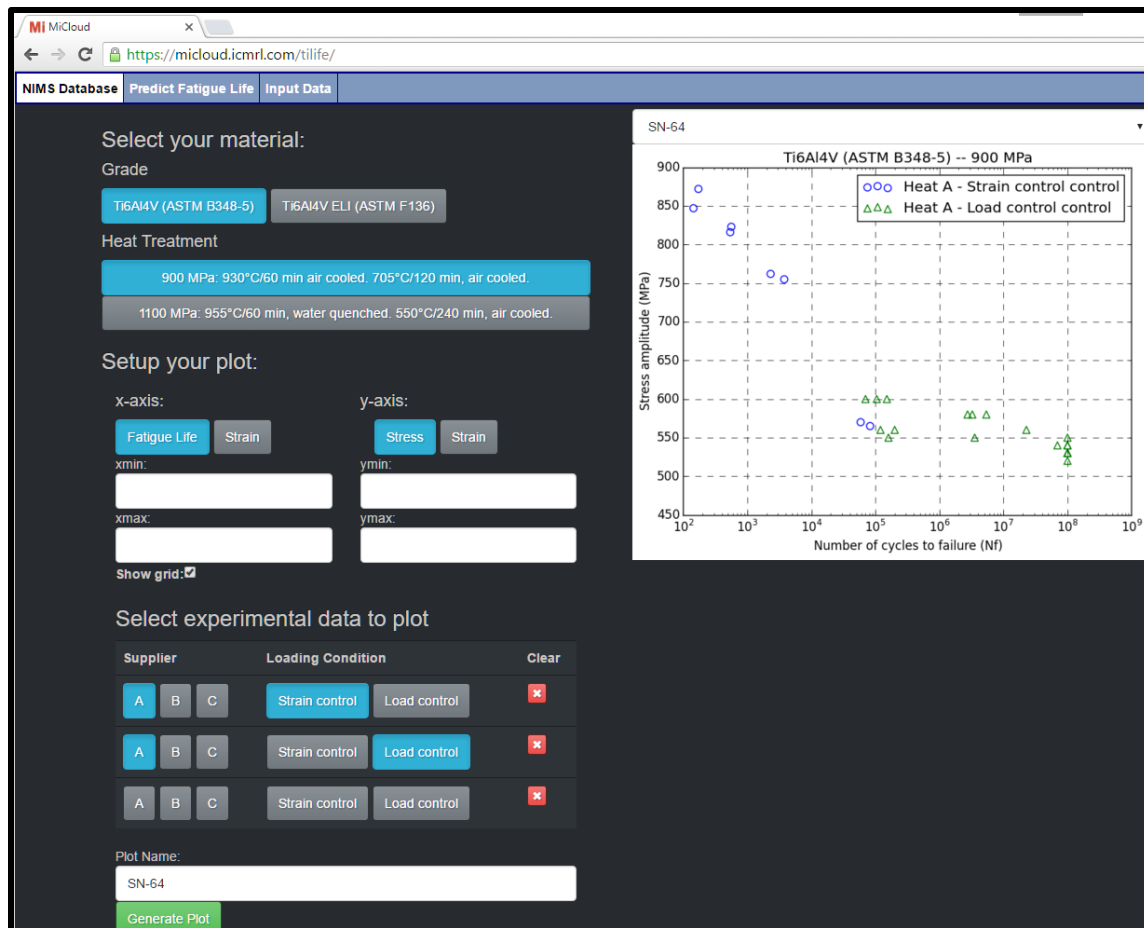 Mi MiCloud
https://micloud.icmrl.com/tilife/
NIMS Database Predict Fatigue Life Input Data
Select your material:
Grade
Ti6Al4V (ASTM B348-5) Ti6Al4V ELI (ASTM F136)
Heat Treatment
900 MPa: 930°C/60 min air cooled. 705°C/120 min, air cooled.
1100 MPa: 955°C/60 min, water quenched. 550°C/240 min, air cooled.
Setup your plot:
x-axis: y-axis:
Fatigue Life Strain Stress Strain
xmin: ymin:
xmax: ymax:
Show grid:
Select experimental data to plot
Supplier Loading Condition Clear
A B C Strain control Load control
A B C Strain control Load control
A B C Strain control Load control
Plot Name:
SN-64
Generate Plot
SN-64
Ti6Al4V (ASTM B348-5) -- 900 MPa
Heat A - Strain control control
Heat A - Load control control
Stress amplitude (MPa)
900
850
800
750
700
650
600
550
500
450
10² 10³ 10⁴ 10⁵ 10⁶ 10⁷ 10⁸ 10⁹
Number of cycles to failure (Nf)